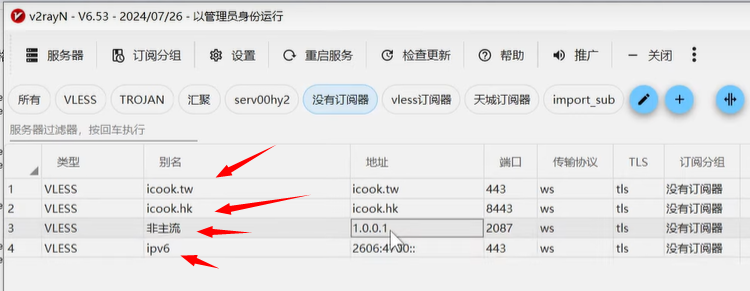 v2rayN - V6.53 - 2024/07/26 - 以管理员身份运行
服务器 订阅分组 设置 重启服务 检查更新 帮助 推广 关闭
所有 VLESS TROJAN 汇聚 serv00hy2 没有订阅器 vless订阅器 天城订阅器 import_sub
服务器过滤器，按回车执行
类型 别名 地址 端口 传输协议 TLS 订阅分组
1 VLESS icook.tw icook.tw 443 ws tls 没有订阅器
2 VLESS icook.hk icook.hk 8443 ws tls 没有订阅器
3 VLESS 非主流 1.0.0.1 2087 ws tls 没有订阅器
4 VLESS ipv6 443 ws tls 没有订阅器